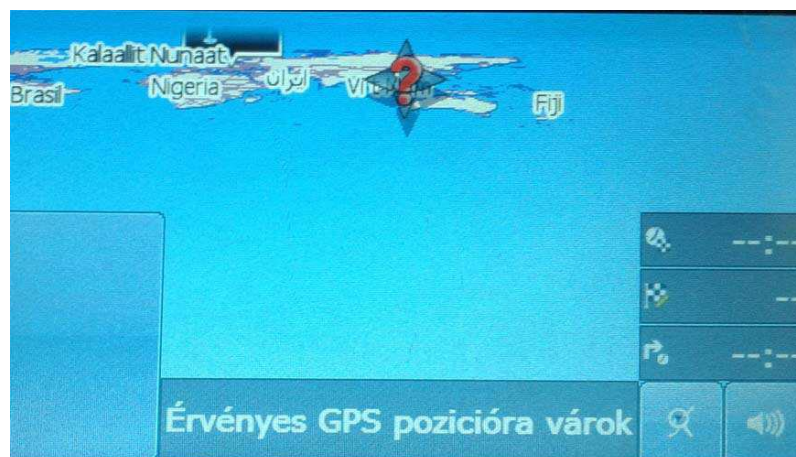 Kalaallit Nunaat
Brasil
Nigeria
ایران
Fiji
--:--
--
--:--
Érvényes GPS pozicióra várok